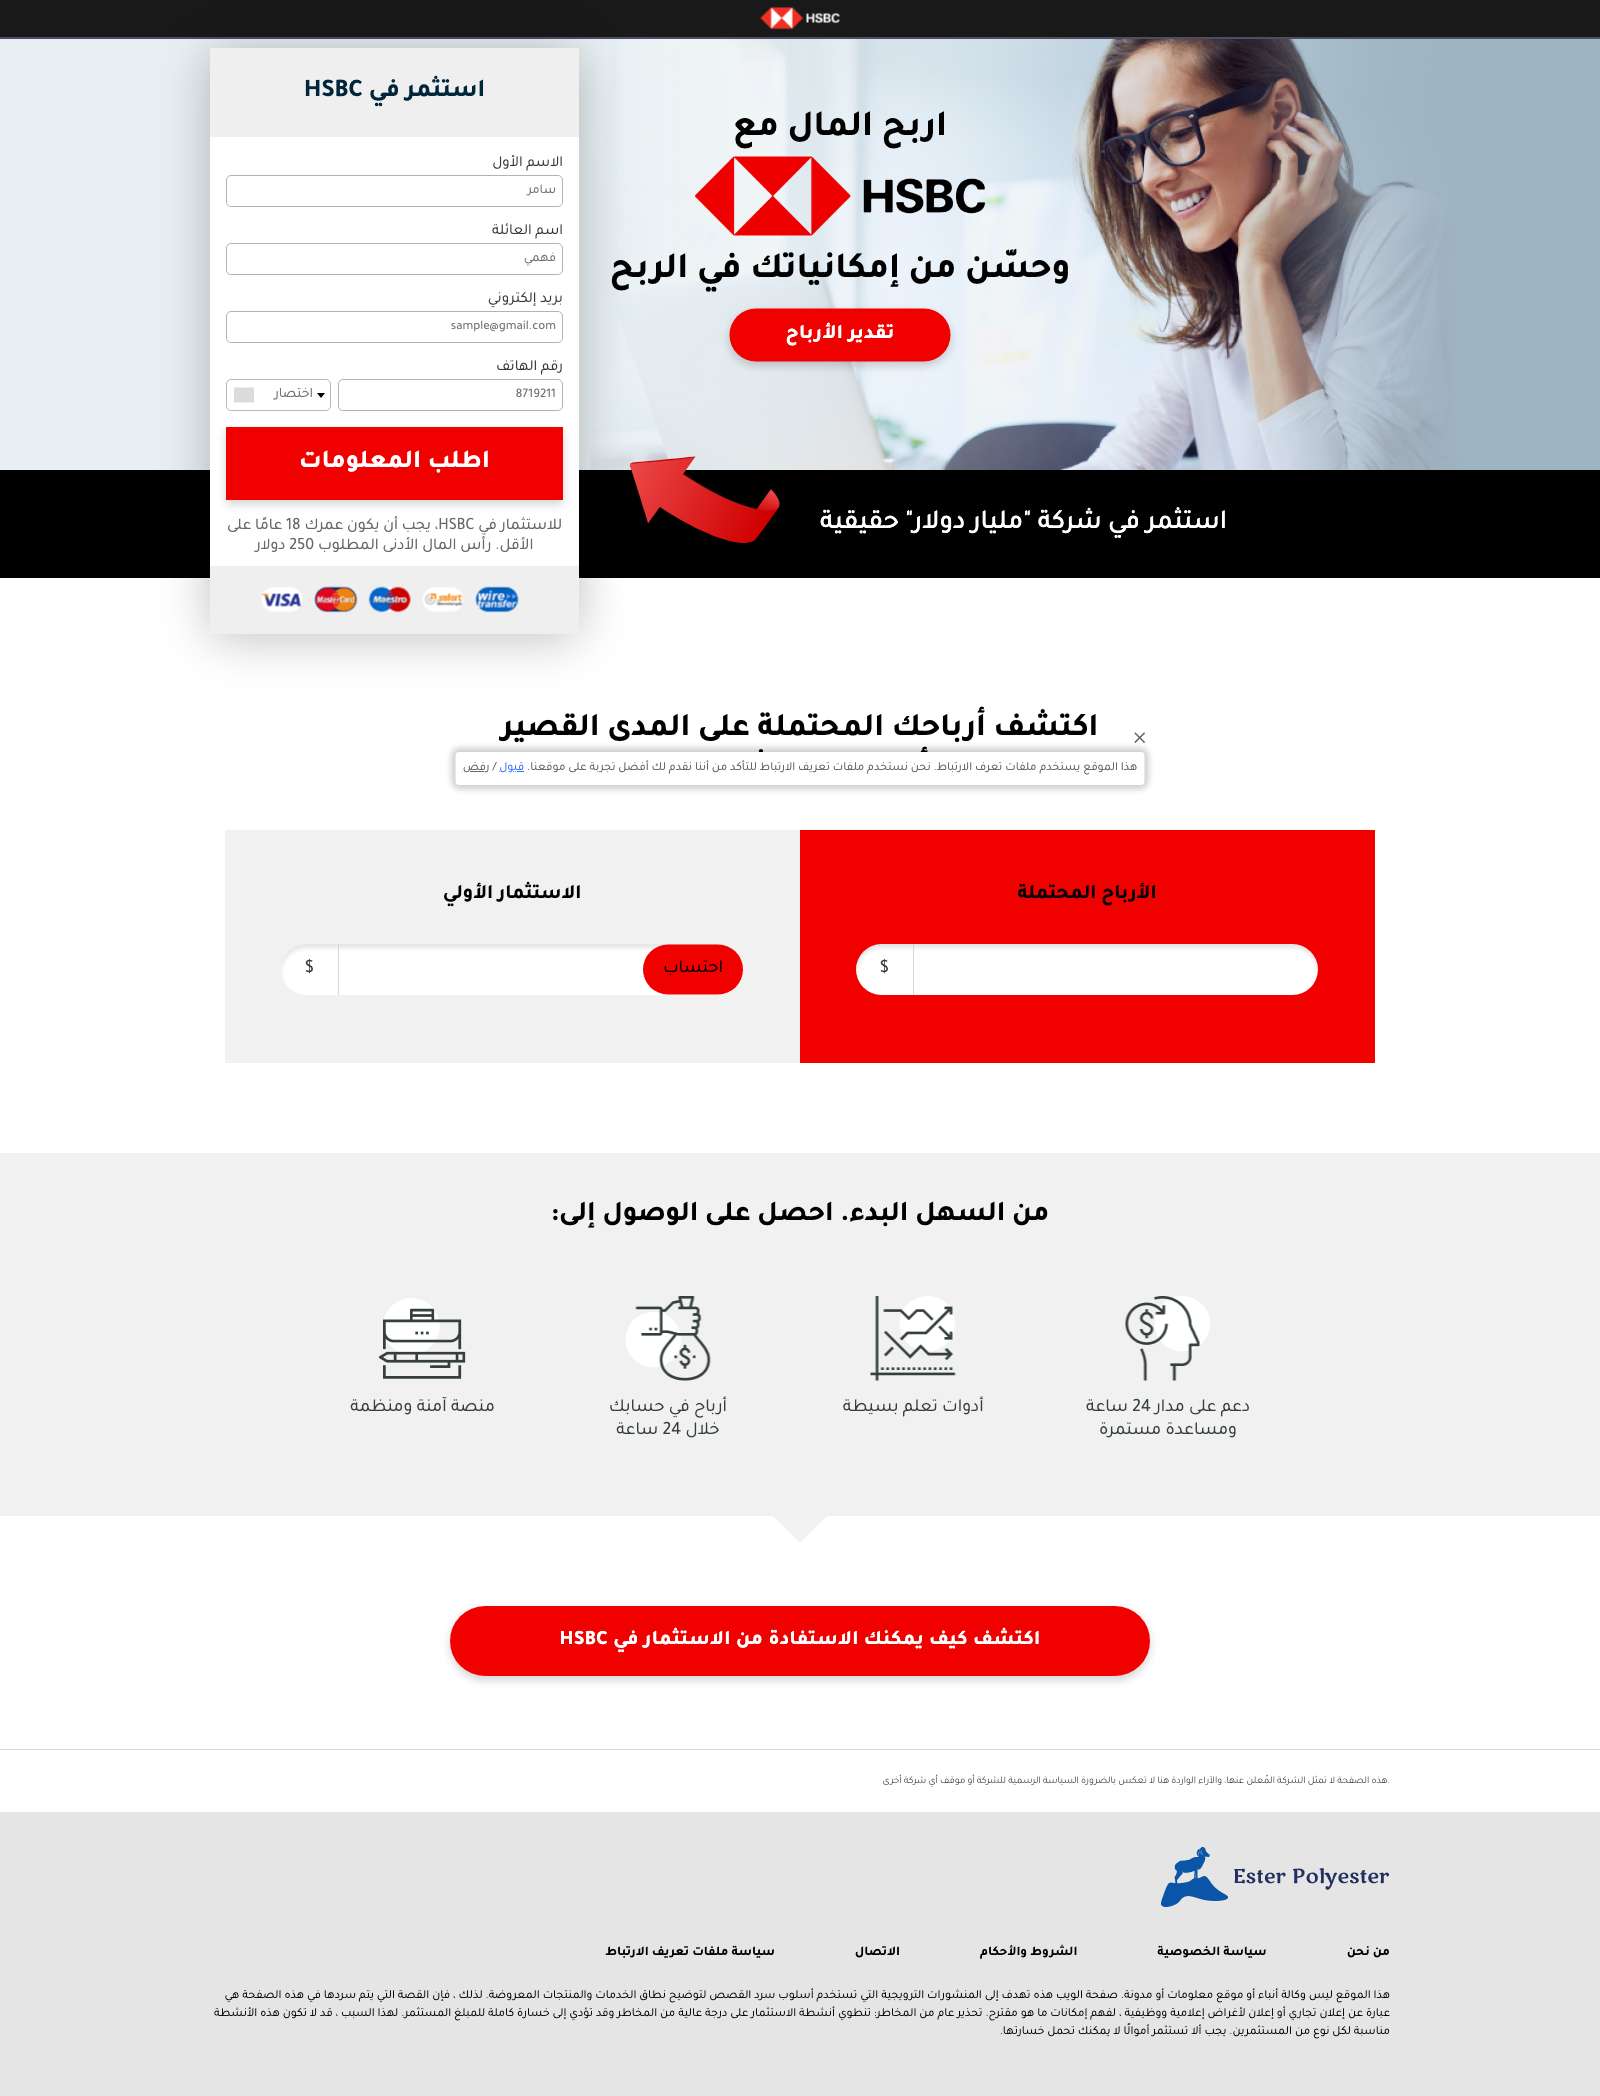 HSBC
استثمر في HSBC
الاسم الأول
سامر
اسم العائلة
فهمي
بريد إلكتروني
sample@gmail.com
رقم الهاتف
8719211
اختصار
اطلب المعلومات
للاستثمار في HSBC، يجب أن يكون عمرك 18 عامًا على
الأقل. رأس المال الأدنى المطلوب 250 دولار
VISA
MasterCard
Maestro
wire transfer
اربح المال مع
HSBC
وحسّن من إمكانياتك في الربح
تقدير الأرباح
استثمر في شركة "مليار دولار" حقيقية
اكتشف أرباحك المحتملة على المدى القصير
هذا الموقع يستخدم ملفات تعرف الارتباط. نحن نستخدم ملفات تعريف الارتباط للتأكد من أننا نقدم لك أفضل تجربة على موقعنا. قبول / رفض
الأرباح المحتملة
$
الاستثمار الأولي
احتساب
$
من السهل البدء. احصل على الوصول إلى:
دعم على مدار 24 ساعة
ومساعدة مستمرة
أدوات تعلم بسيطة
أرباح في حسابك
خلال 24 ساعة
منصة آمنة ومنظمة
اكتشف كيف يمكنك الاستفادة من الاستثمار في HSBC
هذه الصفحة لا تمثل الشركة المُعلن عنها. والآراء الواردة هنا لا تعكس بالضرورة السياسة الرسمية للشركة أو موقف أي شركة أخرى.
Ester Polyester
من نحن
سياسة الخصوصية
الشروط والأحكام
الاتصال
سياسة ملفات تعريف الارتباط
هذا الموقع ليس وكالة أنباء أو موقع معلومات أو مدونة. صفحة الويب هذه تهدف إلى المنشورات الترويجية التي تستخدم أسلوب سرد القصص لتوضيح نطاق الخدمات والمنتجات المعروضة. لذلك ، فإن القصة التي يتم سردها في هذه الصفحة هي
عبارة عن إعلان تجاري أو إعلان لأغراض إعلامية ووظيفية ، لفهم إمكانات ما هو مقترح. تحذير عام من المخاطر: تنطوي أنشطة الاستثمار على درجة عالية من المخاطر وقد تؤدي إلى خسارة كاملة للمبلغ المستثمر. لهذا السبب ، قد لا تكون هذه الأنشطة
مناسبة لكل نوع من المستثمرين. يجب ألا تستثمر أموالًا لا يمكنك تحمل خسارتها.